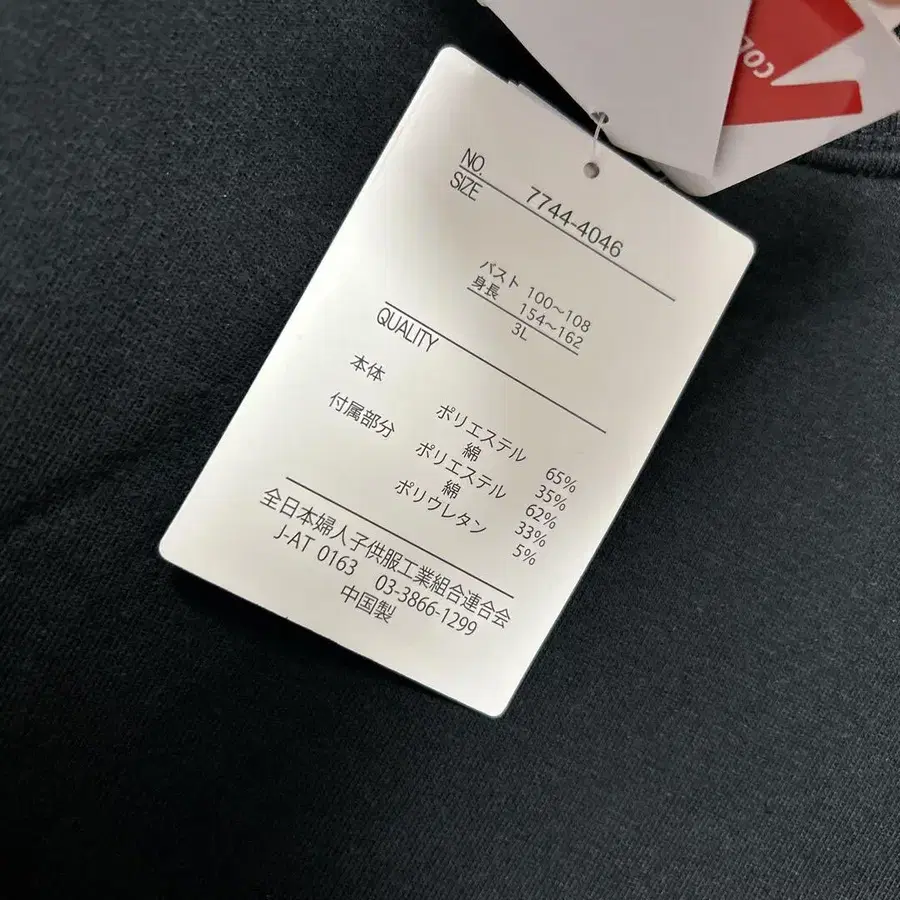 NO. 7744-4046
SIZE
バスト 100～108
身長 154～162
3L
QUALITY
本体 ポリエステル 65%
綿 35%
付属部分 ポリエステル 62%
綿 33%
ポリウレタン 5%
全日本婦人子供服工業組合連合会
J-AT 0163 03-3866-1299
中国製